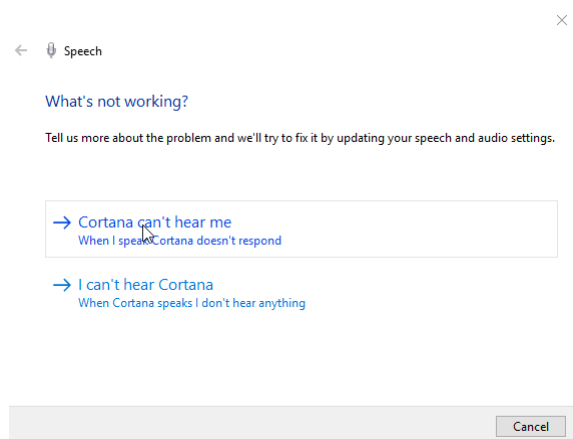 Speech
What's not working?
Tell us more about the problem and we'll try to fix it by updating your speech and audio settings.
Cortana can't hear me
When I speak Cortana doesn't respond
I can't hear Cortana
When Cortana speaks I don't hear anything
Cancel